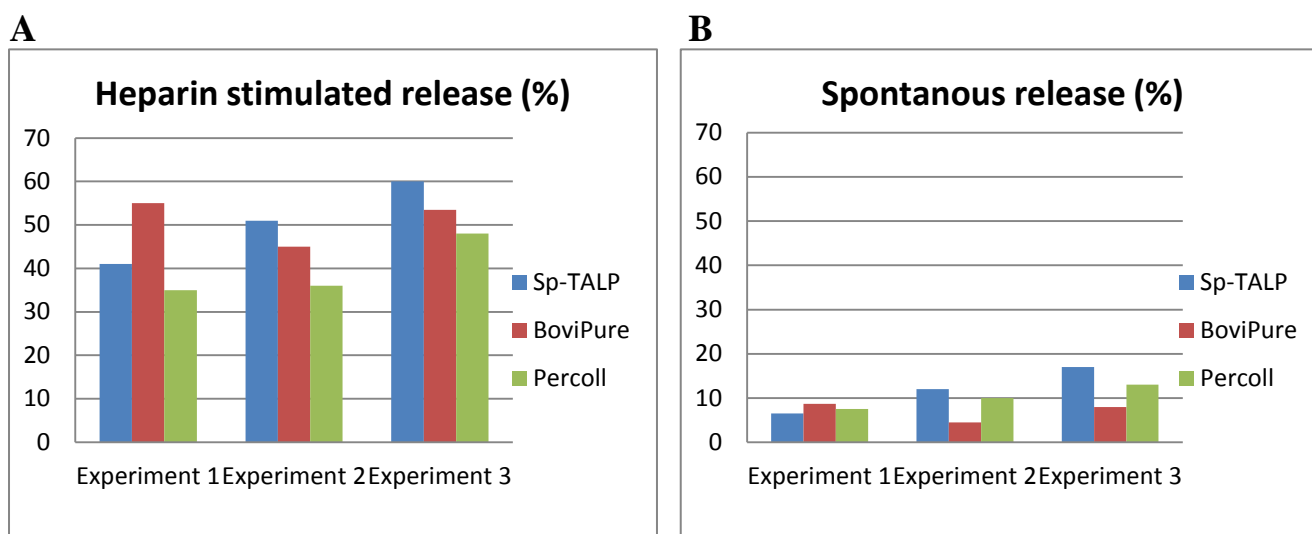 A
Heparin stimulated release (%)
70
60
50
40
30
20
10
0
Experiment 1 Experiment 2 Experiment 3
Sp-TALP
BoviPure
Percoll
B
Spontanous release (%)
70
60
50
40
30
20
10
0
Experiment 1 Experiment 2 Experiment 3
Sp-TALP
BoviPure
Percoll